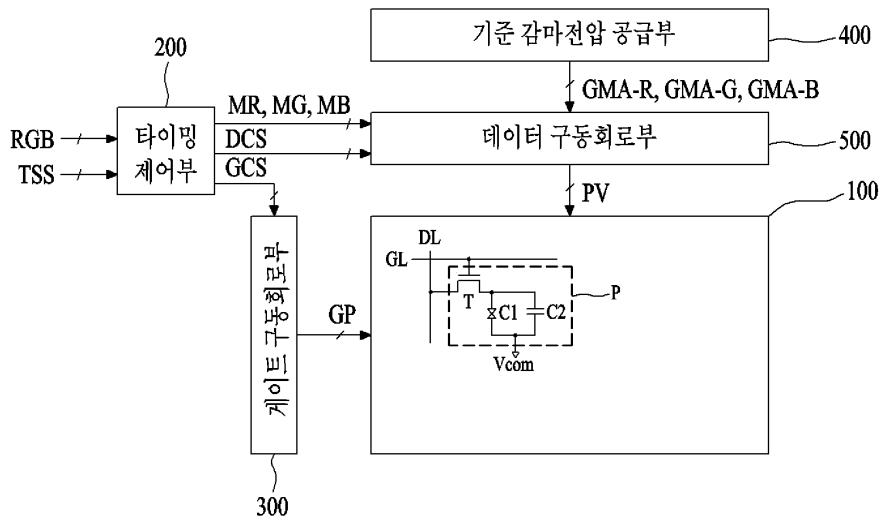 기준 감마전압 공급부
400
200
GMA-R, GMA-G, GMA-B
MR, MG, MB
RGB
타이밍
제어부
DCS
데이터 구동회로부
500
TSS
GCS
PV
100
DL
GL
게이트 구동회로부
T
C1
C2
P
GP
Vcom
300